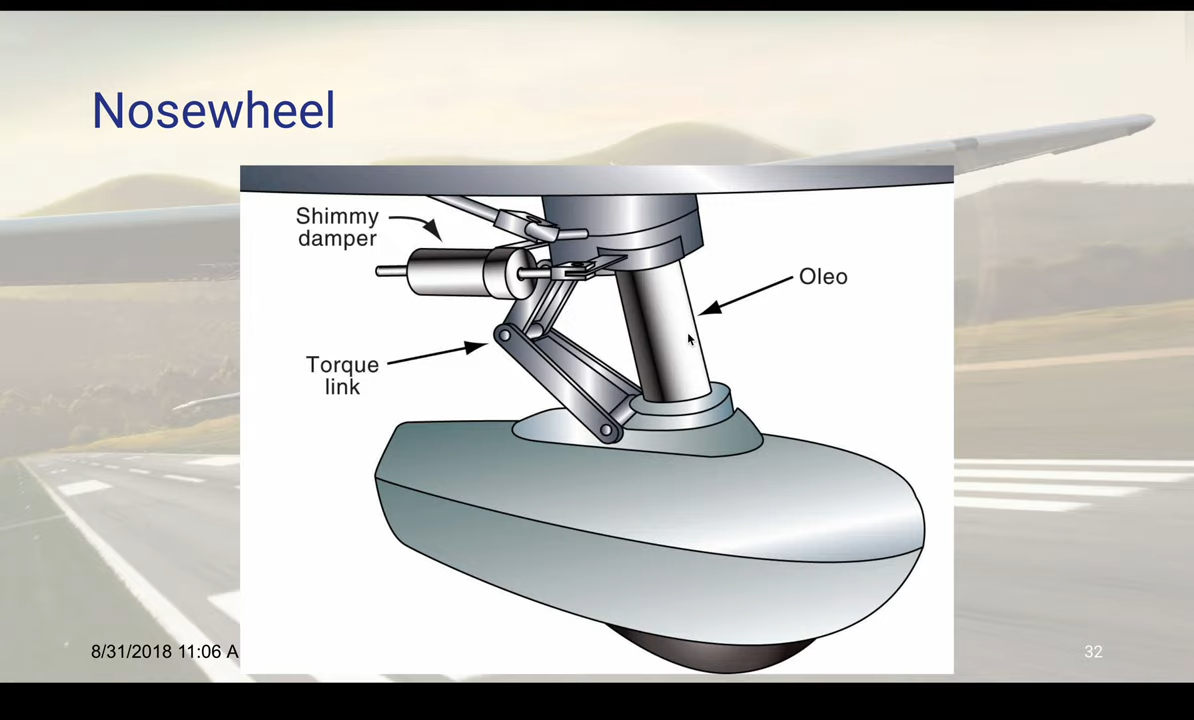 Nosewheel
Shimmy
damper
Oleo
Torque
link
8/31/2018 11:06 A
32